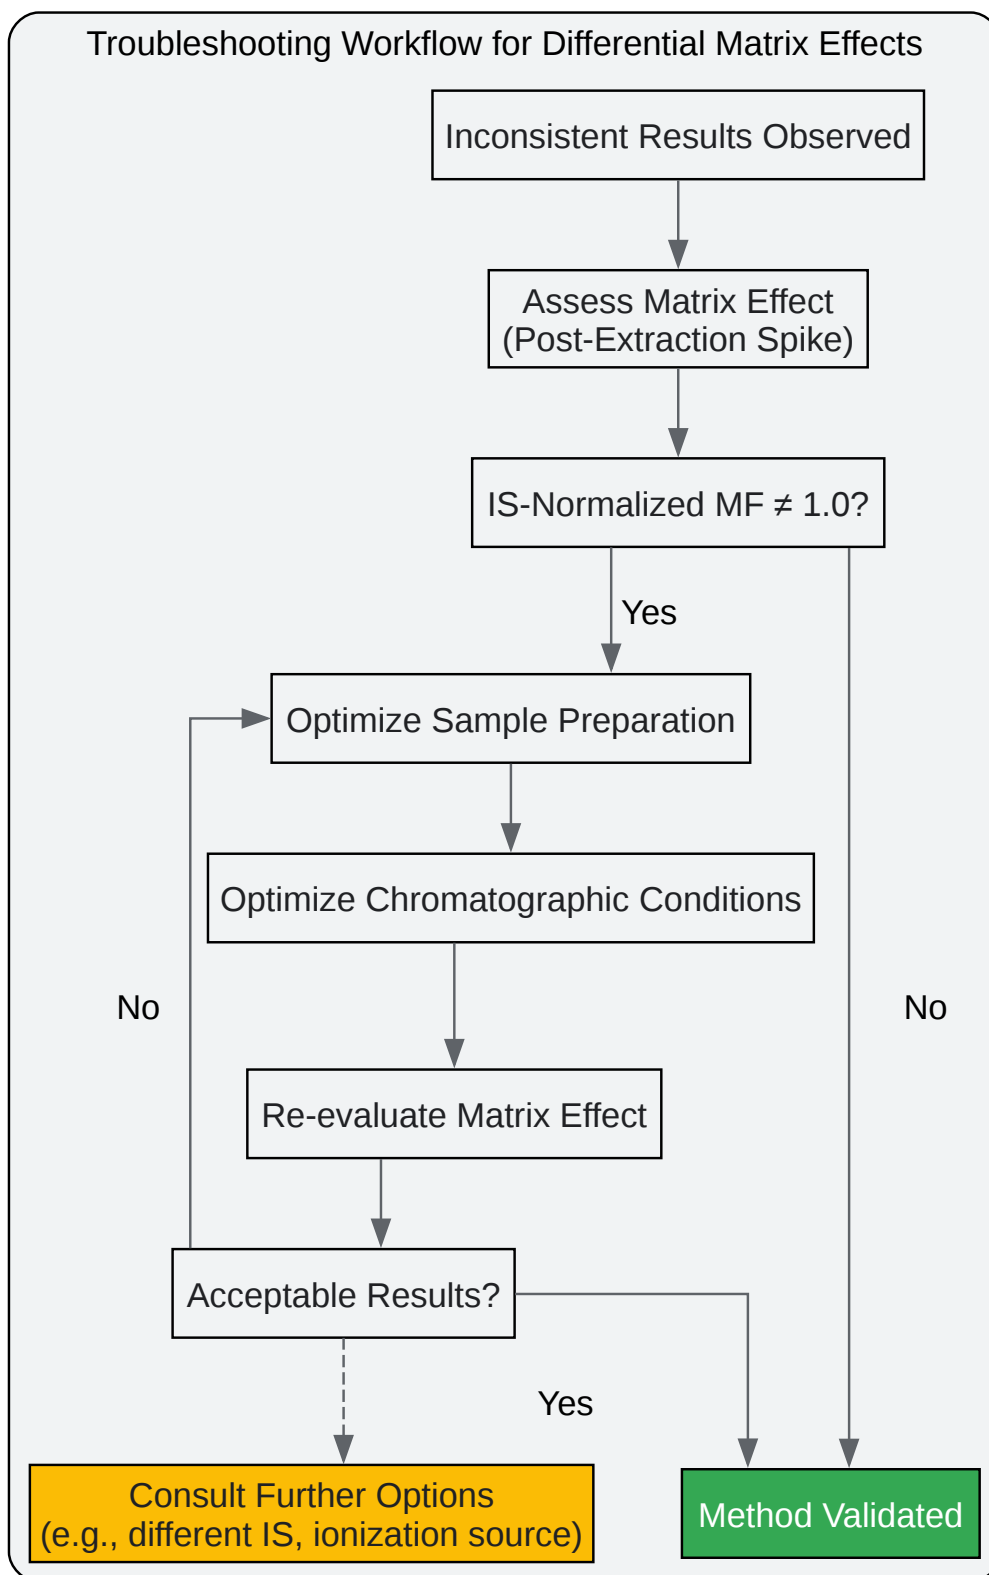 Troubleshooting Workflow for Differential Matrix Effects
Inconsistent Results Observed
Assess Matrix Effect
(Post-Extraction Spike)
IS-Normalized MF ≠ 1.0?
Yes
Optimize Sample Preparation
Optimize Chromatographic Conditions
No
No
Re-evaluate Matrix Effect
Acceptable Results?
Yes
Consult Further Options
(e.g., different IS, ionization source)
Method Validated